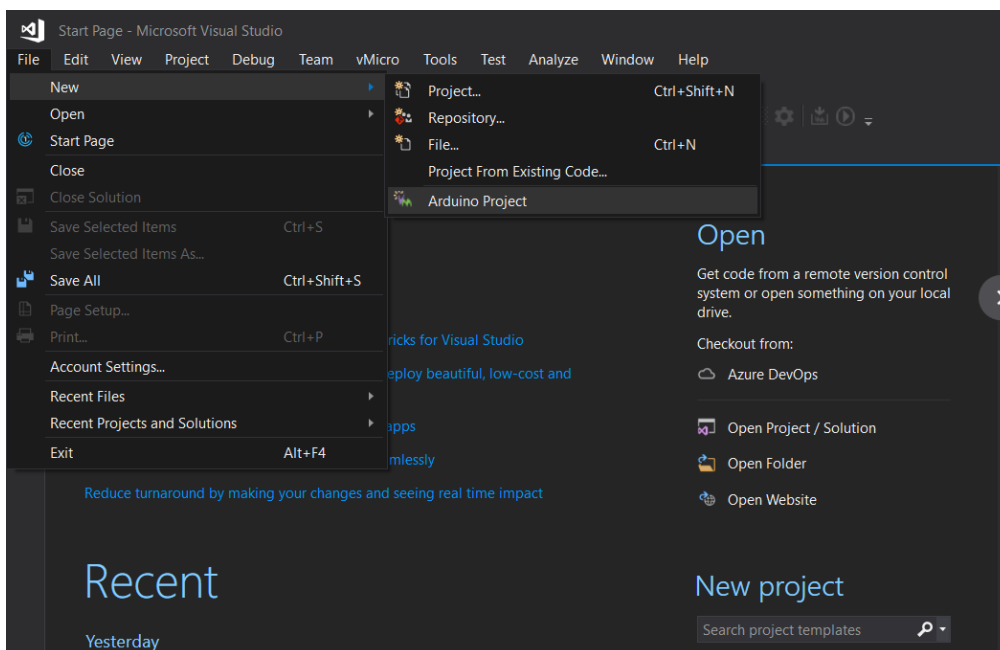 Start Page - Microsoft Visual Studio
File Edit View Project Debug Team vMicro Tools Test Analyze Window Help
New
Open
Start Page
Close
Close Solution
Save Selected Items Ctrl+S
Save Selected Items As...
Save All Ctrl+Shift+S
Page Setup...
Print... Ctrl+P
Account Settings...
Recent Files
Recent Projects and Solutions
Exit Alt+F4
Project... Ctrl+Shift+N
Repository...
File... Ctrl+N
Project From Existing Code...
Arduino Project
for Visual Studio
beautiful, low-cost and
apps
Reduce turnaround by making your changes and seeing real time impact
Recent
Yesterday
Open
Get code from a remote version control
system or open something on your local
drive.
Checkout from:
Azure DevOps
Open Project / Solution
Open Folder
Open Website
New project
Search project templates